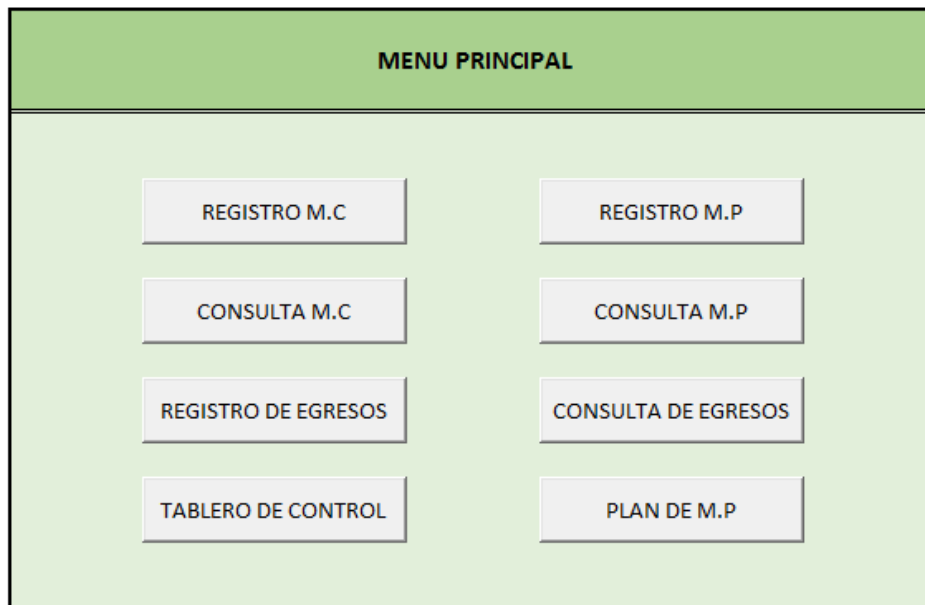 MENU PRINCIPAL
REGISTRO M.C
REGISTRO M.P
CONSULTA M.C
CONSULTA M.P
REGISTRO DE EGRESOS
CONSULTA DE EGRESOS
TABLERO DE CONTROL
PLAN DE M.P